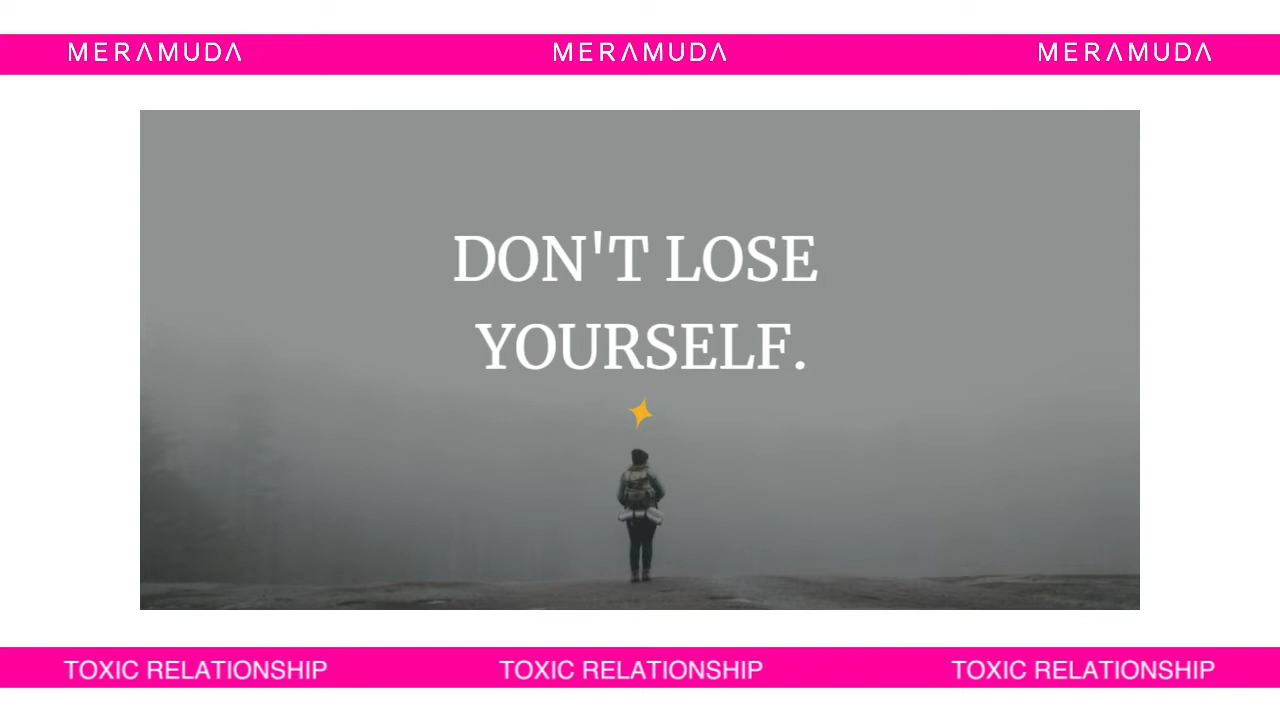 MERAMUDA MERAMUDA MERAMUDA
DON'T LOSE
YOURSELF.
TOXIC RELATIONSHIP TOXIC RELATIONSHIP TOXIC RELATIONSHIP